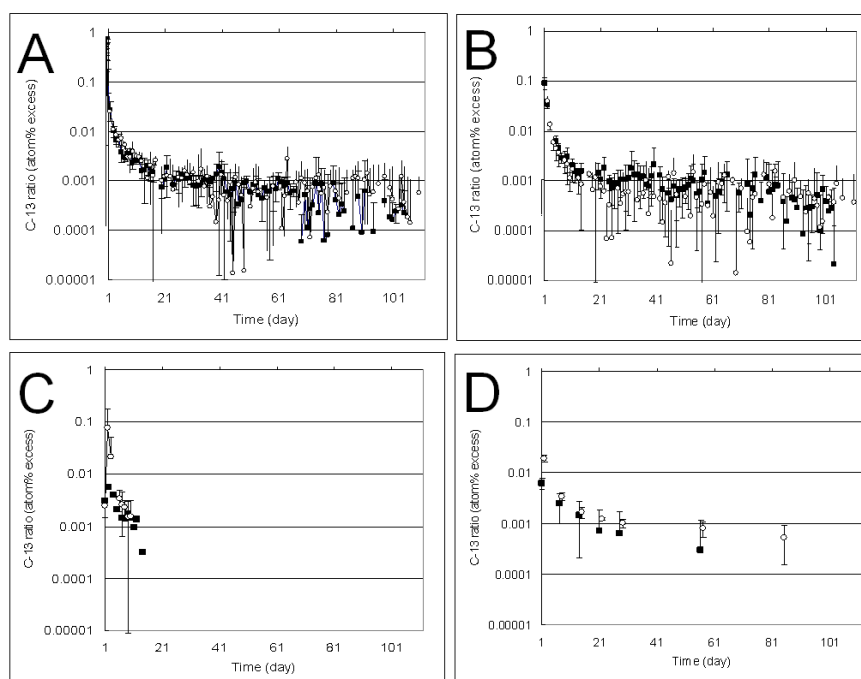 A
C-13 ratio (atom% excess)
1
0.1
0.01
0.001
0.0001
0.00001
1 21 41 61 81 101
Time (day)
B
C-13 ratio (atom% excess)
1
0.1
0.01
0.001
0.0001
0.00001
1 21 41 61 81 101
Time (day)
C
C-13 ratio (atom% excess)
1
0.1
0.01
0.001
0.0001
0.00001
1 21 41 61 81 101
Time (day)
D
C-13 ratio (atom% excess)
1
0.1
0.01
0.001
0.0001
0.00001
1 21 41 61 81 101
Time (day)